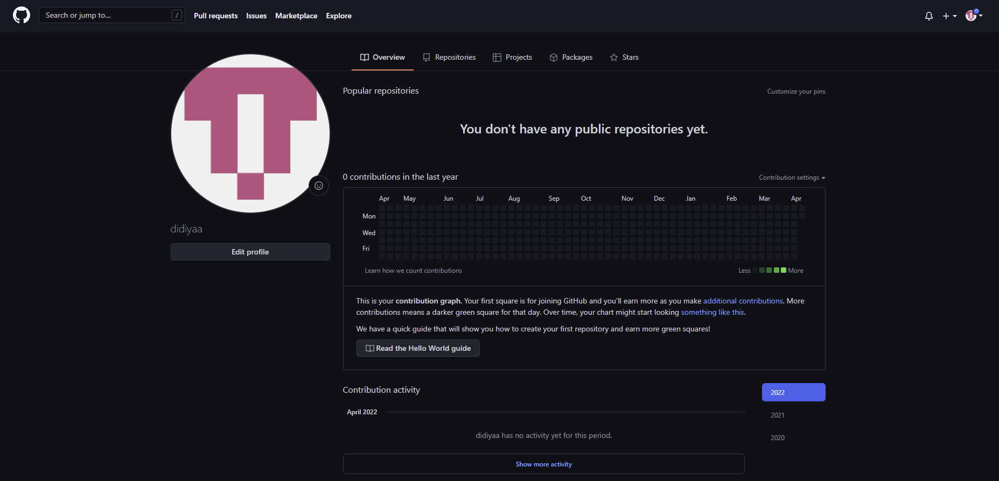 Search or jump to... /
Pull requests
Issues
Marketplace
Explore
Overview
Repositories
Projects
Packages
Stars
didiyaa
Edit profile
Popular repositories
Customize your pins
You don't have any public repositories yet.
0 contributions in the last year
Contribution settings
Apr May Jun Jul Aug Sep Oct Nov Dec Jan Feb Mar Apr
Mon
Wed
Fri
Learn how we count contributions
Less More
This is your contribution graph. Your first square is for joining GitHub and you’ll earn more as you make additional contributions. More
contributions means a darker green square for that day. Over time, your chart might start looking something like this.
We have a quick guide that will show you how to create your first repository and earn more green squares!
Read the Hello World guide
Contribution activity
2022
2021
2020
April 2022
didiyaa has no activity yet for this period.
Show more activity